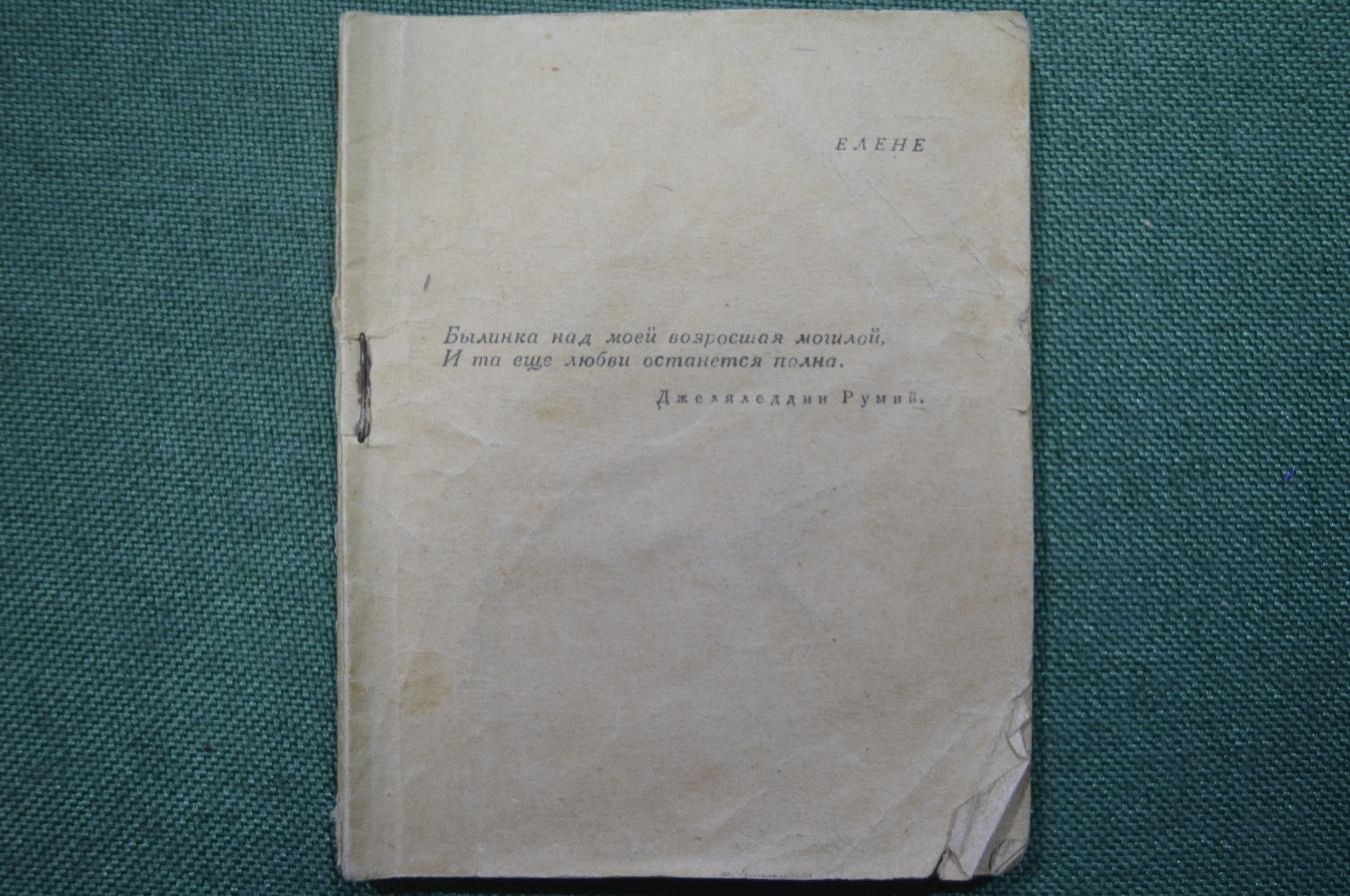 ЕЛЕНЕ
Былинка над моей возросшая могилой,
И та еще любви останется полна.
Джеляледдин Румий.